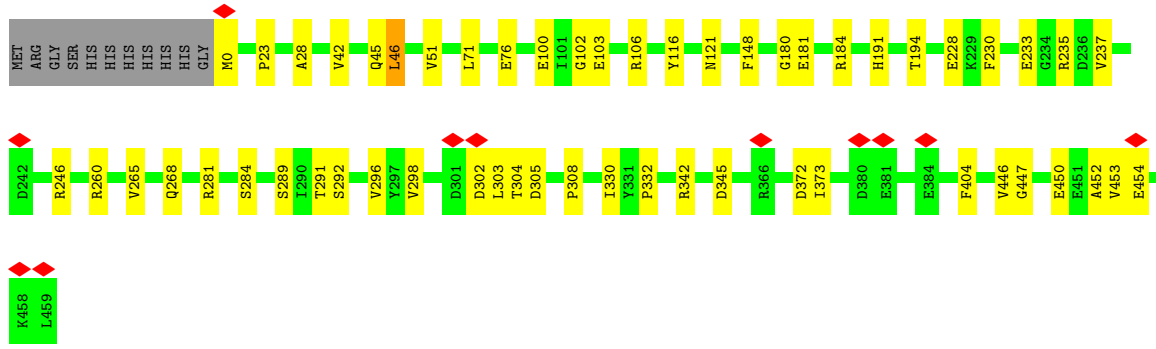 MET ARG GLY SER HIS HIS HIS HIS HIS HIS GLY M0 P23 A28 V42 Q45 L46 V51 L71 E76 E100 I101 G102 E103 R106 Y116 N121 F148 G180 E181 R184 H191 T194 E228 K229 F230 E233 G234 R235 D236 V237
D242 R246 R260 V265 Q268 R281 S284 S289 I290 T291 S292 V296 Y297 V298 D301 D302 L303 T304 D305 P308 I330 Y331 P332 R342 D345 R366 D372 I373 D380 E381 E384 F404 V446 G447 E450 E451 A452 V453 E454
K458 L459